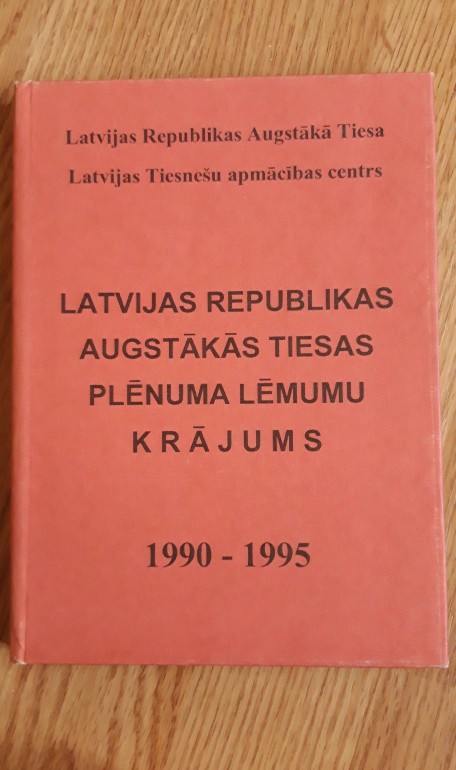 Latvijas Republikas Augstākā Tiesa
Latvijas Tiesnešu apmācības centrs
LATVIJAS REPUBLIKAS
AUGSTĀKĀS TIESAS
PLĒNUMA LĒMUMU
KRĀJUMS
1990 - 1995